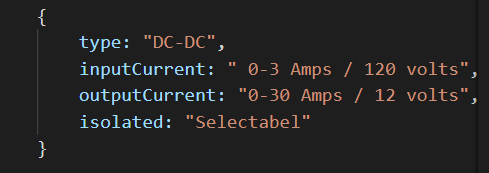 {
type: "DC-DC",
inputCurrent: " 0-3 Amps / 120 volts",
outputCurrent: "0-30 Amps / 12 volts",
isolated: "Selectabel"
}